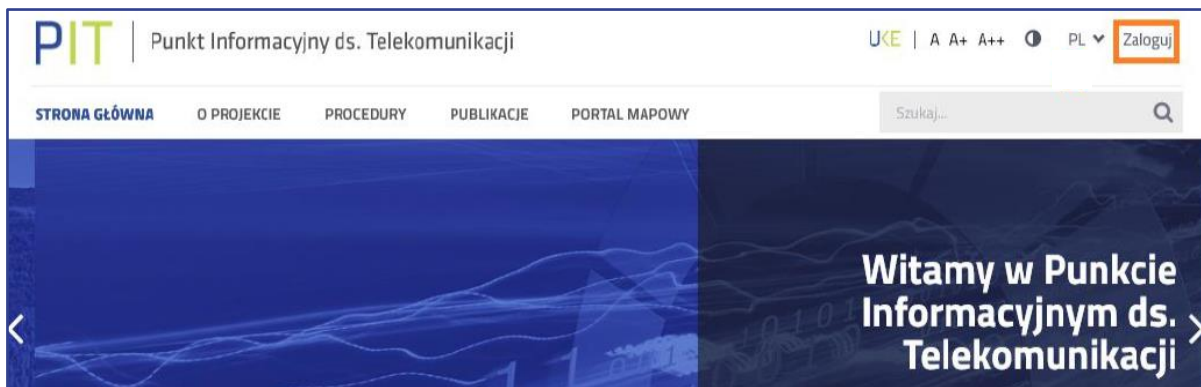 PIT | Punkt Informacyjny ds. Telekomunikacji
UKE | A A+ A++ PL Zaloguj
STRONA GŁÓWNA O PROJEKCIE PROCEDURY PUBLIKACJE PORTAL MAPOWY Szukaj...
Witamy w Punkcie
Informacyjnym ds.
Telekomunikacji